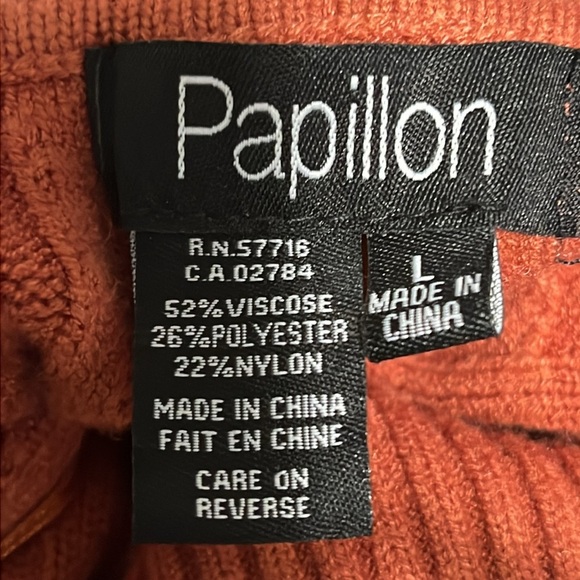 Papillon
R.N.57716
C.A.02784
52%VISCOSE
26%POLYESTER
22%NYLON
MADE IN CHINA
FAIT EN CHINE
CARE ON
REVERSE
L
MADE IN
CHINA